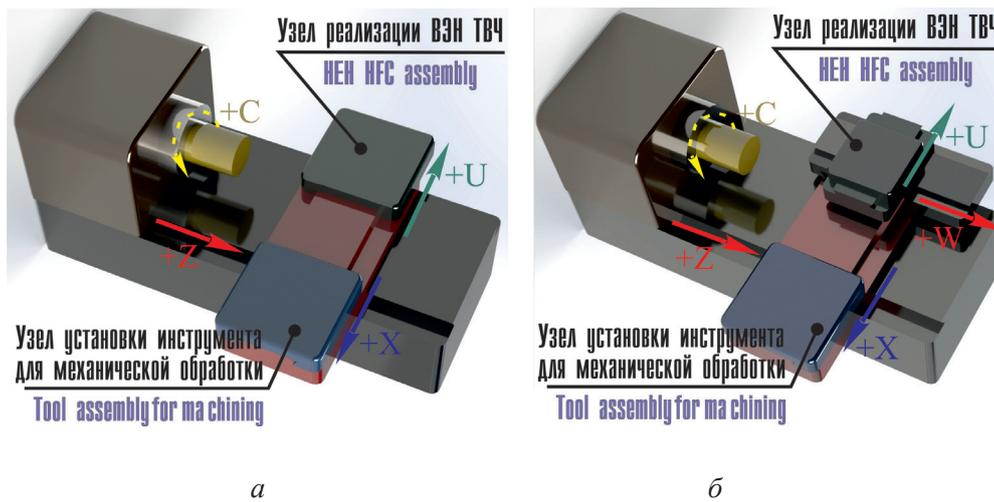 Узел реализации ВЭН ТВЧ
HEH HFC assembly
+C
+U
+Z
+X
Узел установки инструмента
для механической обработки
Tool assembly for ma chining
а
Узел реализации ВЭН ТВЧ
HEH HFC assembly
+C
+U
+W
+Z
+X
Узел установки инструмента
для механической обработки
Tool assembly for ma chining
б